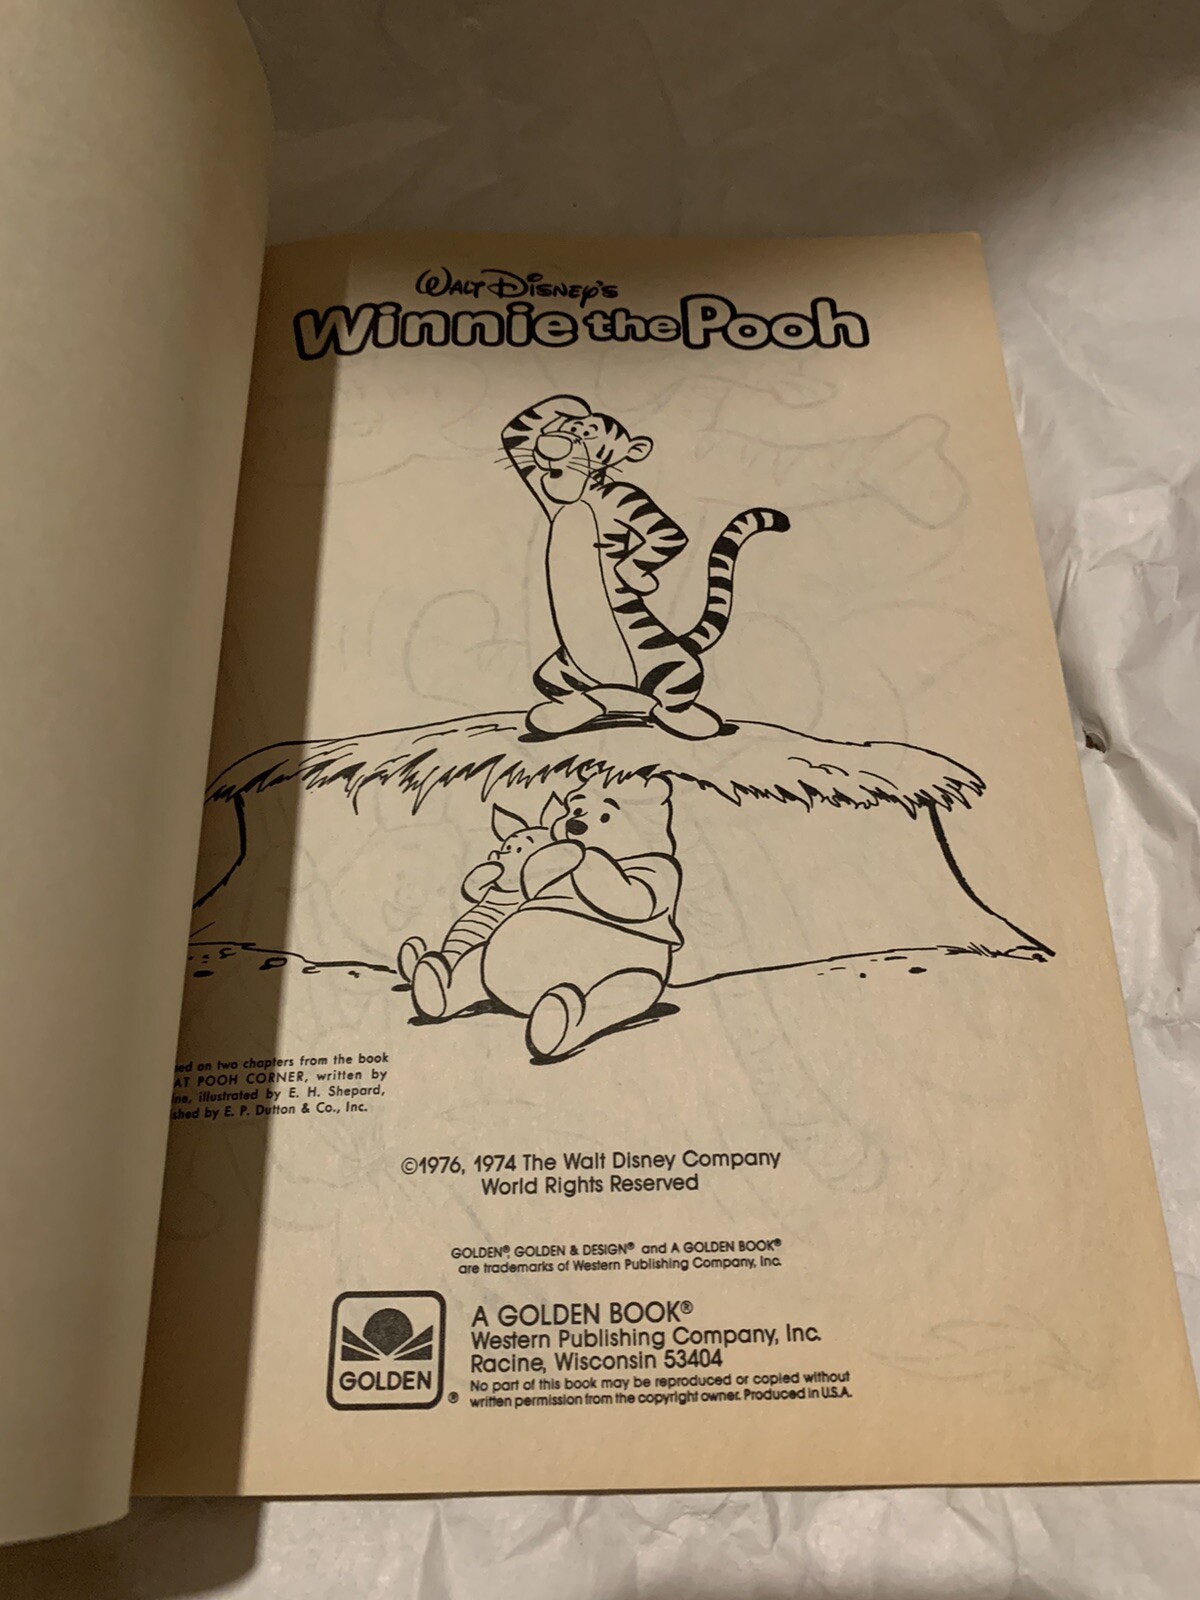 WALT DISNEY'S
Winnie the Pooh
ed on two chapters from the book
AT POOH CORNER, written by
ne, illustrated by E. H. Shepard,
shed by E. P. Dutton & Co., Inc.
©1976, 1974 The Walt Disney Company
World Rights Reserved
GOLDEN®, GOLDEN & DESIGN® and A GOLDEN BOOK®
are trademarks of Western Publishing Company, Inc.
GOLDEN®
A GOLDEN BOOK®
Western Publishing Company, Inc.
Racine, Wisconsin 53404
No part of this book may be reproduced or copied without
written permission from the copyright owner. Produced in U.S.A.